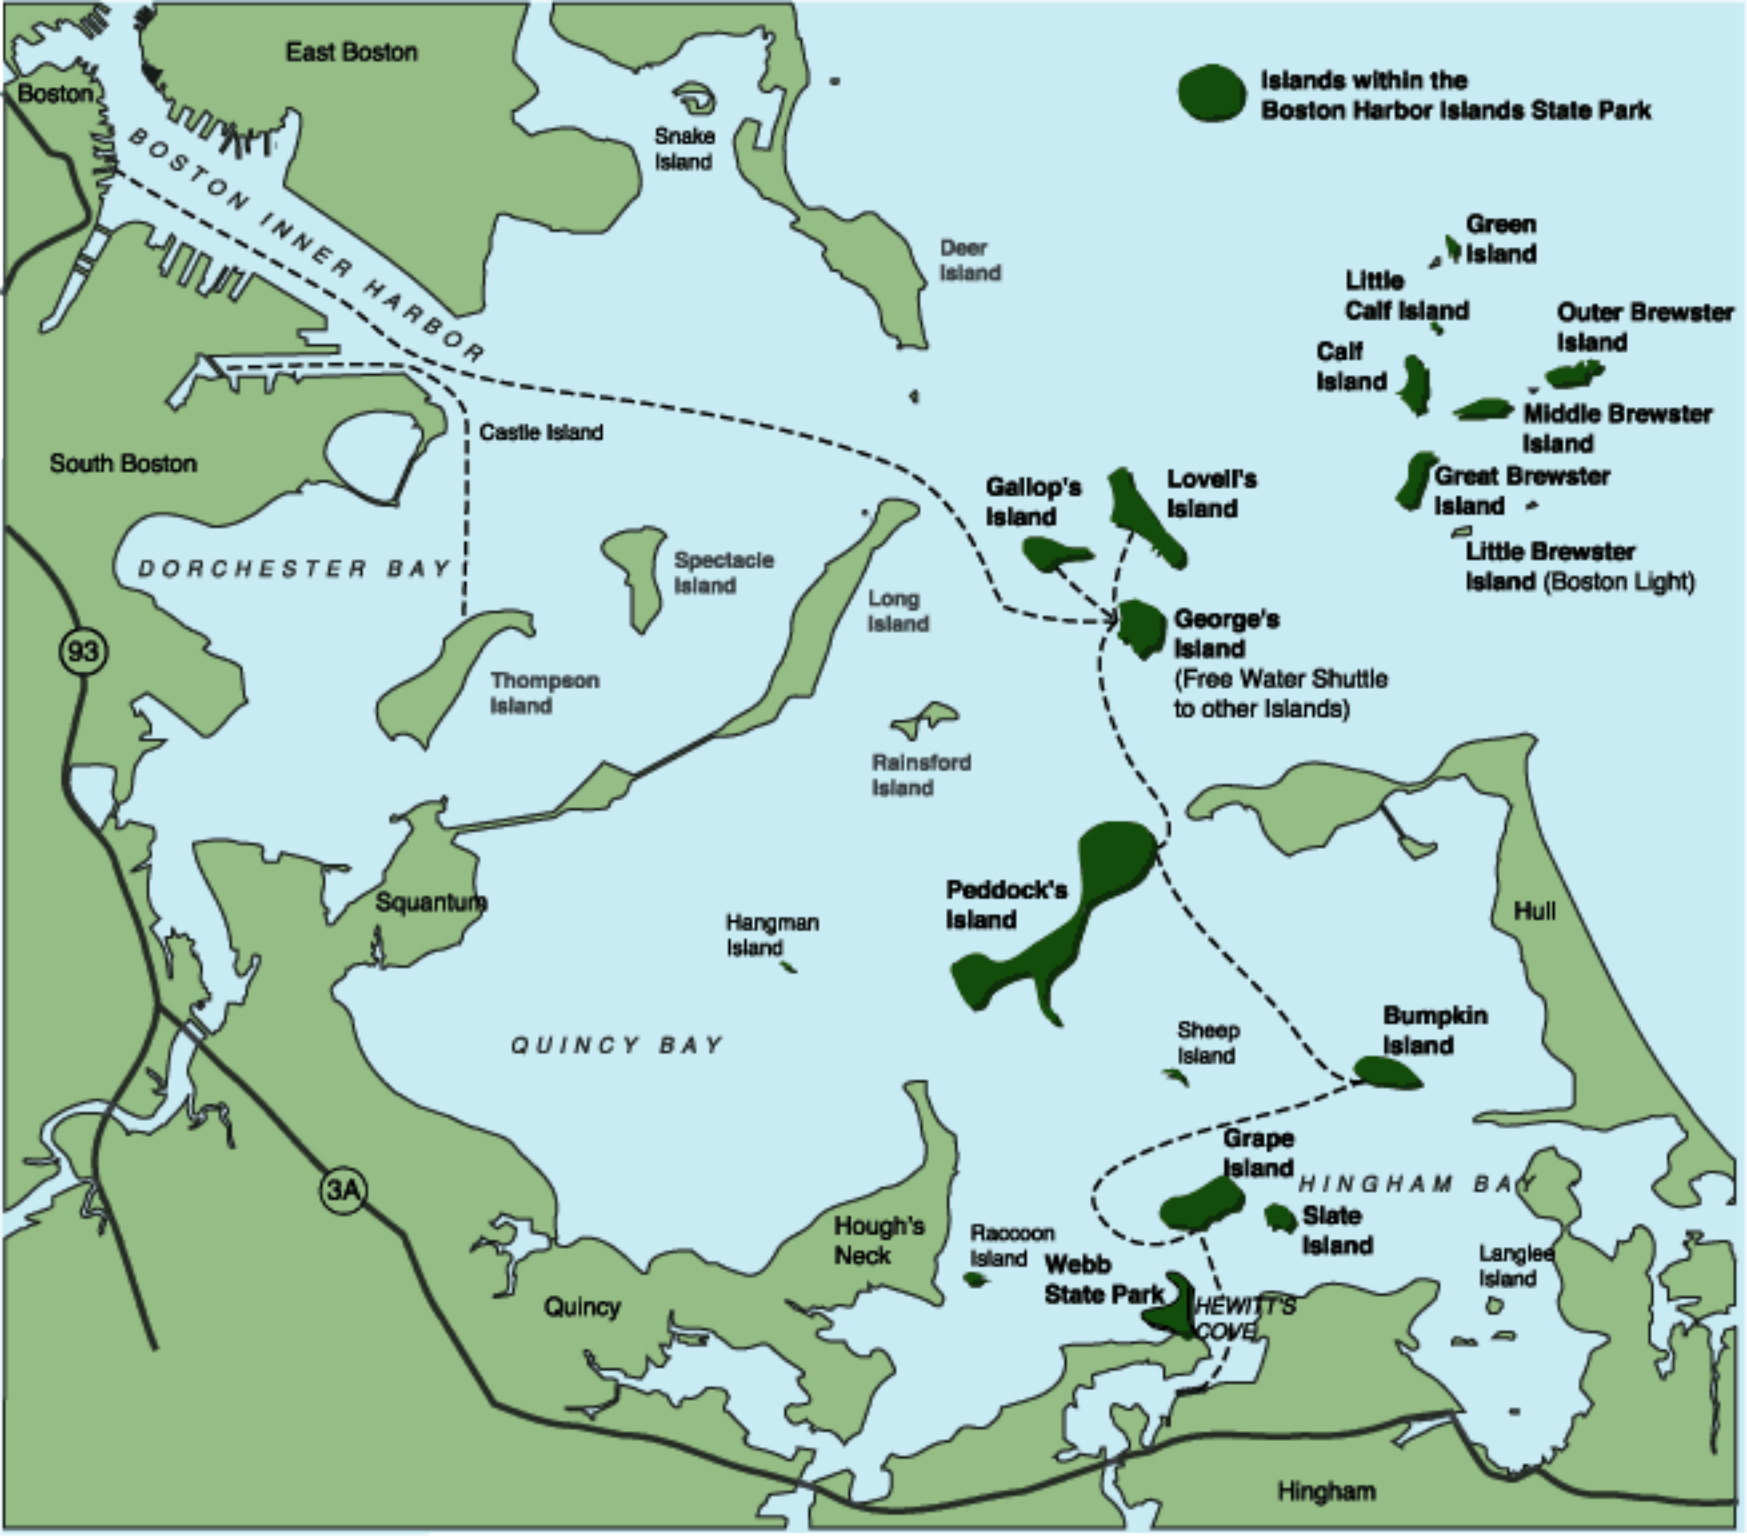 East Boston
Boston
Islands within the
Boston Harbor Islands State Park
BOSTON INNER HARBOR
Snake
Island
Deer
Island
Green
Island
Little
Calf Island
Outer Brewster
Island
Calf
Island
Middle Brewster
Island
Castle Island
South Boston
Great Brewster
Island
Gallop's
Island
Lovell's
Island
Little Brewster
Island (Boston Light)
DORCHESTER BAY
Spectacle
Island
Long
Island
George's
Island
(Free Water Shuttle
to other Islands)
93
Thompson
Island
Rainsford
Island
Squantum
Peddock's
Island
Hull
Hangman
Island
Bumpkin
Island
QUINCY BAY
Sheep
Island
Grape
Island
HINGHAM BAY
3A
Hough's
Neck
Raccoon
Island
Slate
Island
Langlee
Island
Webb
State Park
HEWITT'S
COVE
Quincy
Hingham